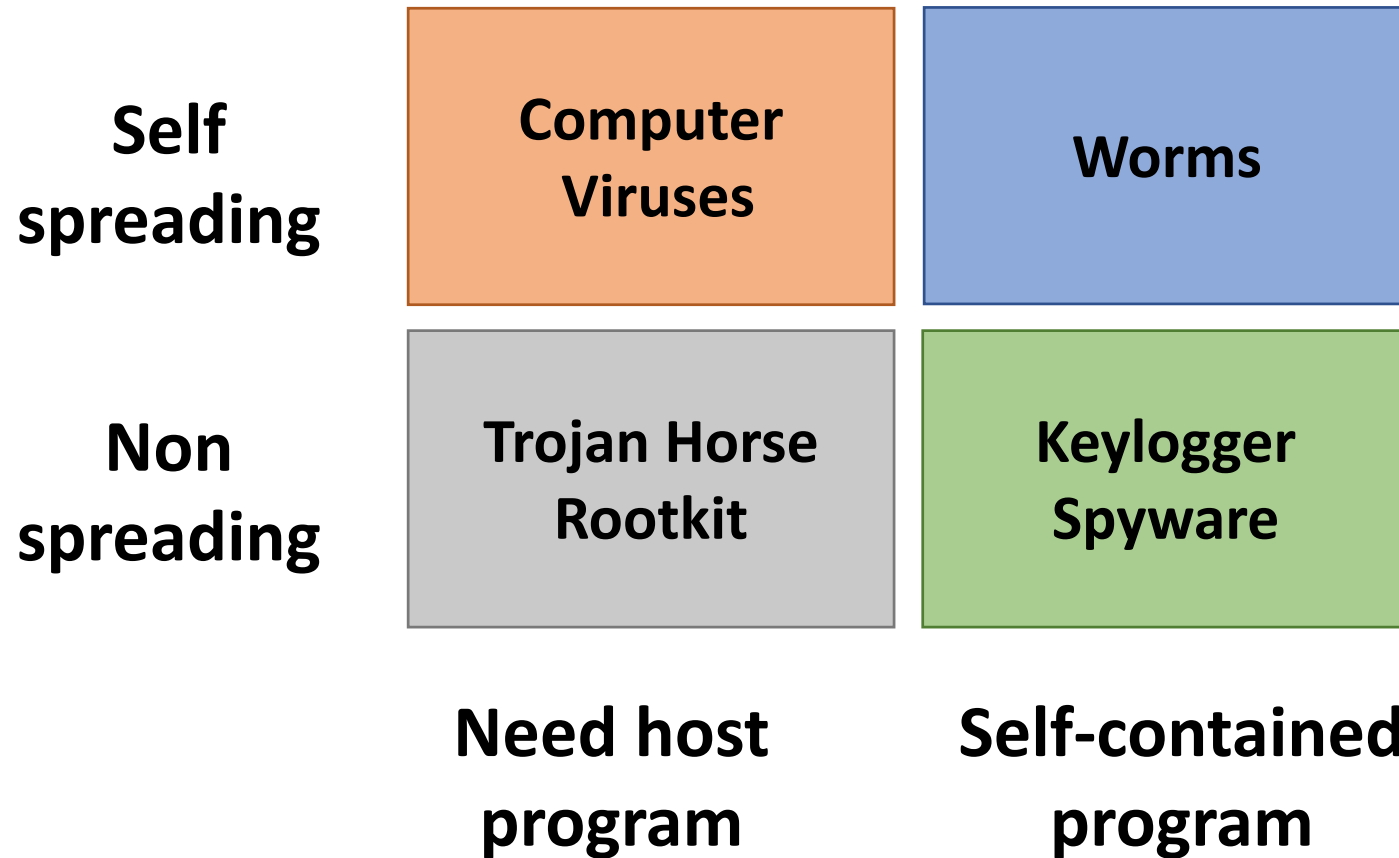 Self
spreading
Computer
Viruses
Worms
Non
spreading
Trojan Horse
Rootkit
Keylogger
Spyware
Need host
program
Self-contained
program